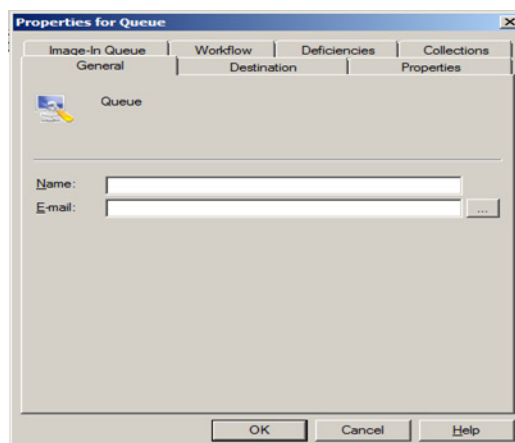 Properties for Queue
Image-In Queue Workflow Deficiencies Collections
General Destination Properties
Queue
Name:
E-mail:
...
OK Cancel Help